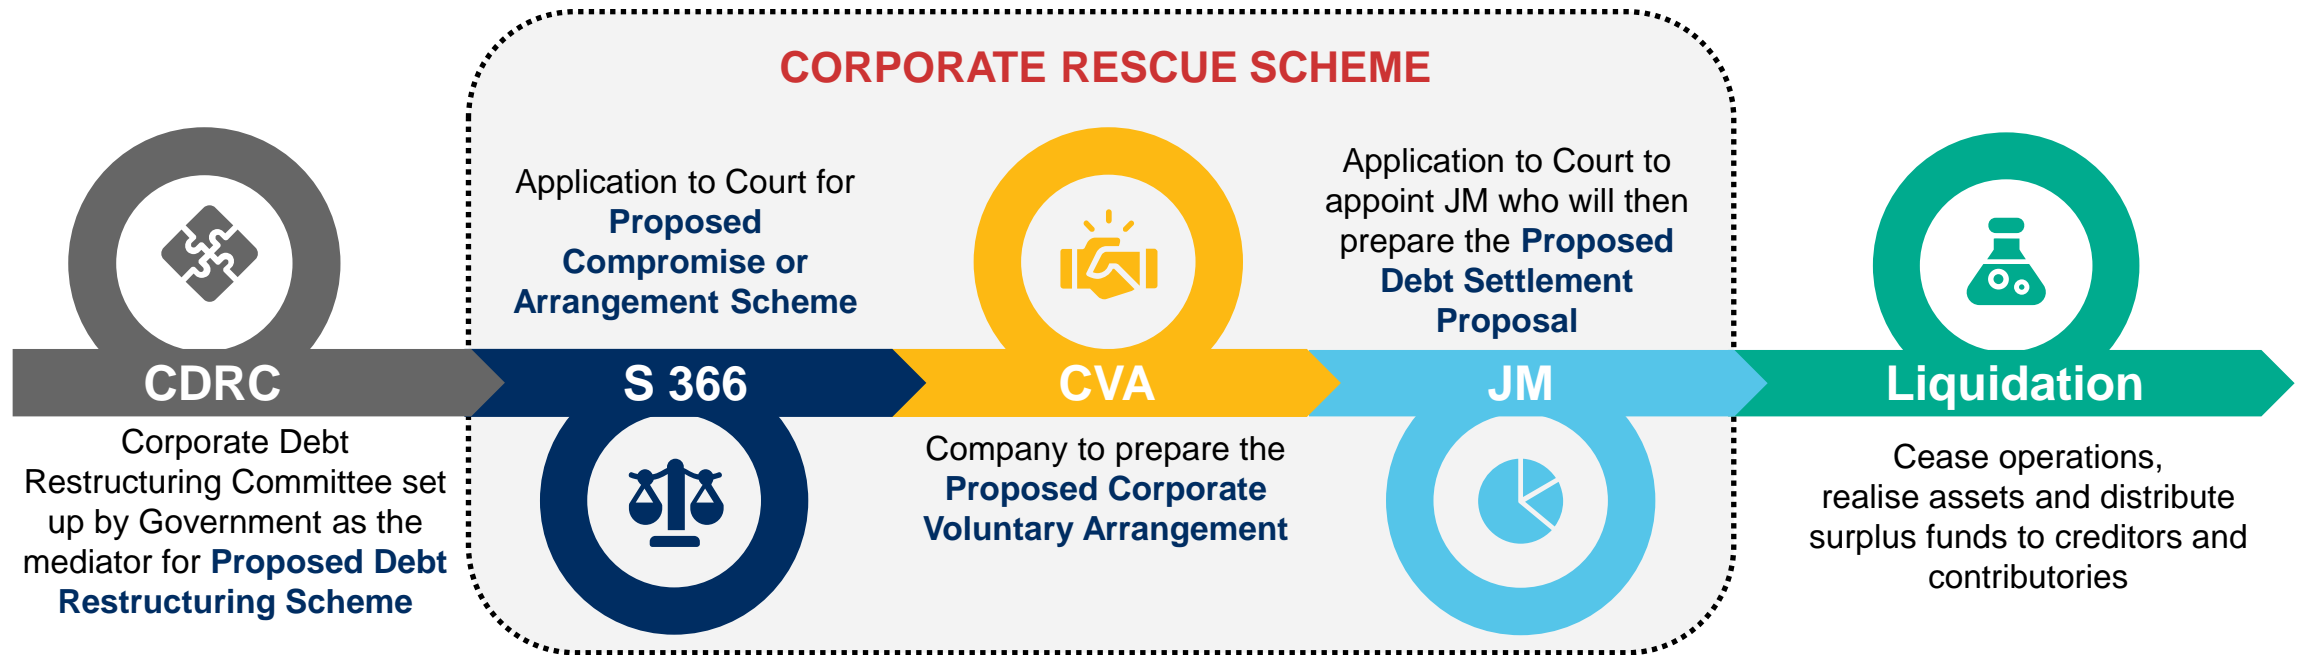 CORPORATE RESCUE SCHEME
CDRC
Corporate Debt
Restructuring Committee set
up by Government as the
mediator for Proposed Debt
Restructuring Scheme
Application to Court for
Proposed
Compromise or
Arrangement Scheme
S 366
CVA
Company to prepare the
Proposed Corporate
Voluntary Arrangement
Application to Court to
appoint JM who will then
prepare the Proposed
Debt Settlement
Proposal
JM
Liquidation
Cease operations,
realise assets and distribute
surplus funds to creditors and
contributories